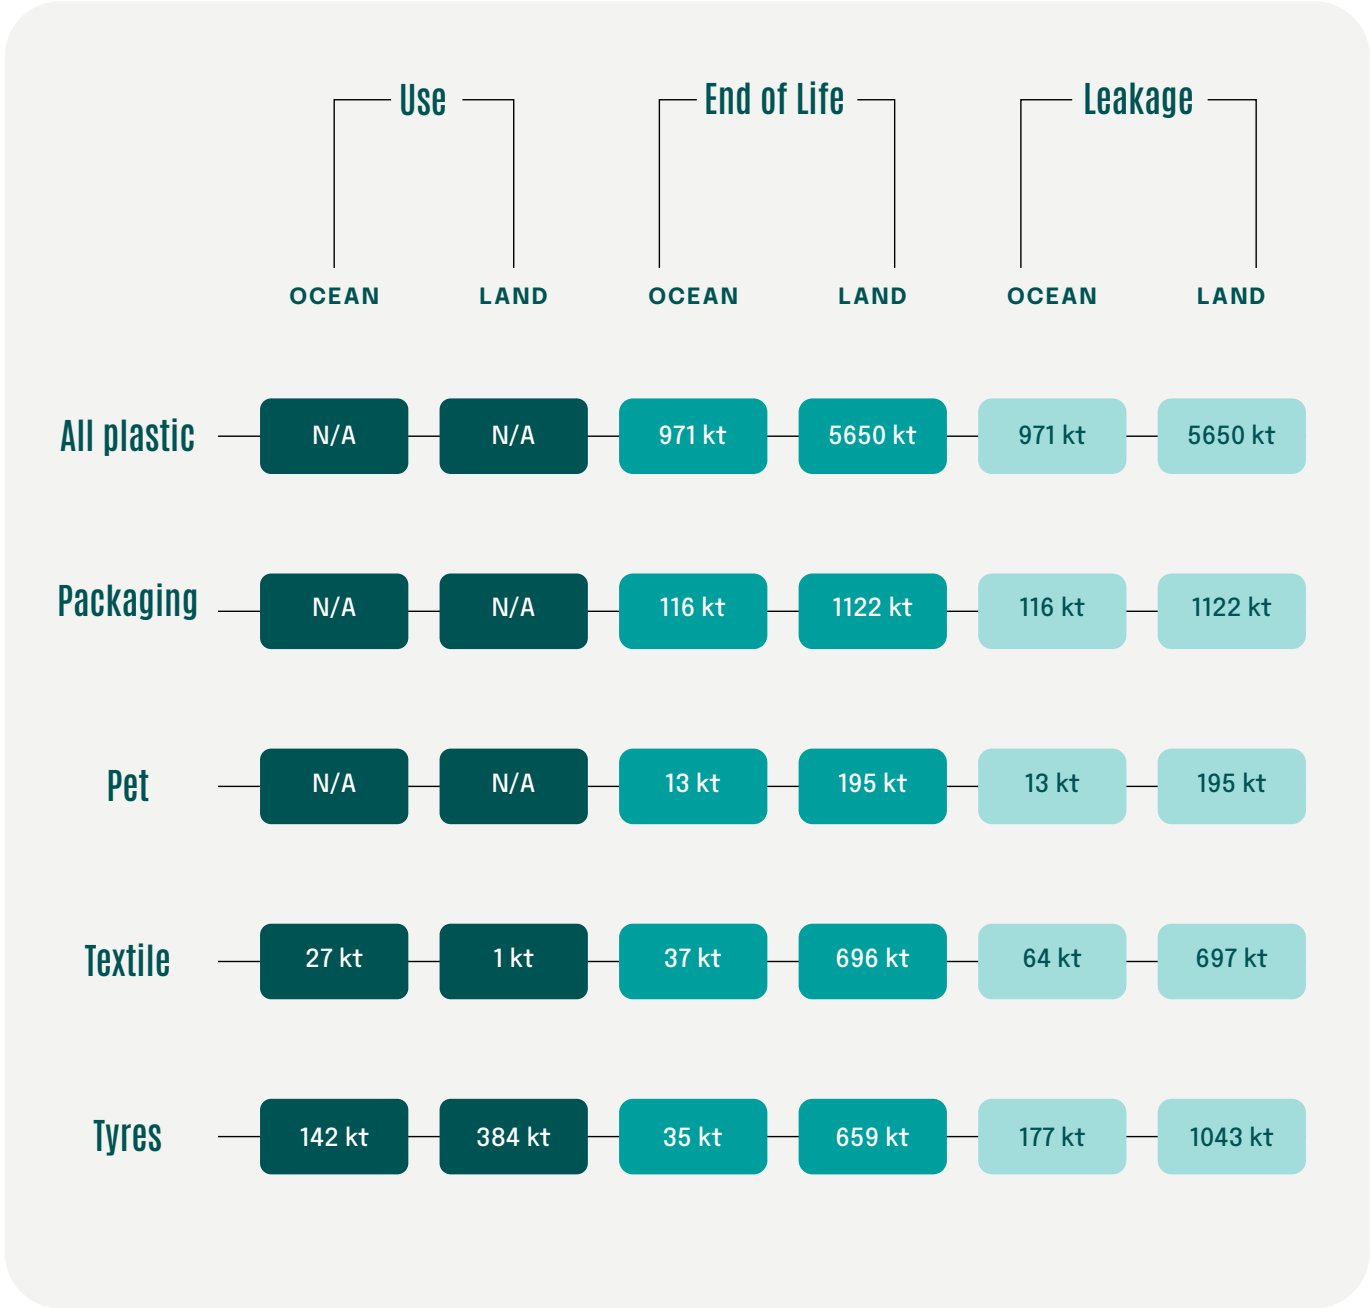 Use End of Life Leakage
OCEAN LAND OCEAN LAND OCEAN LAND
All plastic N/A N/A 971 kt 5650 kt 971 kt 5650 kt
Packaging N/A N/A 116 kt 1122 kt 116 kt 1122 kt
Pet N/A N/A 13 kt 195 kt 13 kt 195 kt
Textile 27 kt 1 kt 37 kt 696 kt 64 kt 697 kt
Tyres 142 kt 384 kt 35 kt 659 kt 177 kt 1043 kt